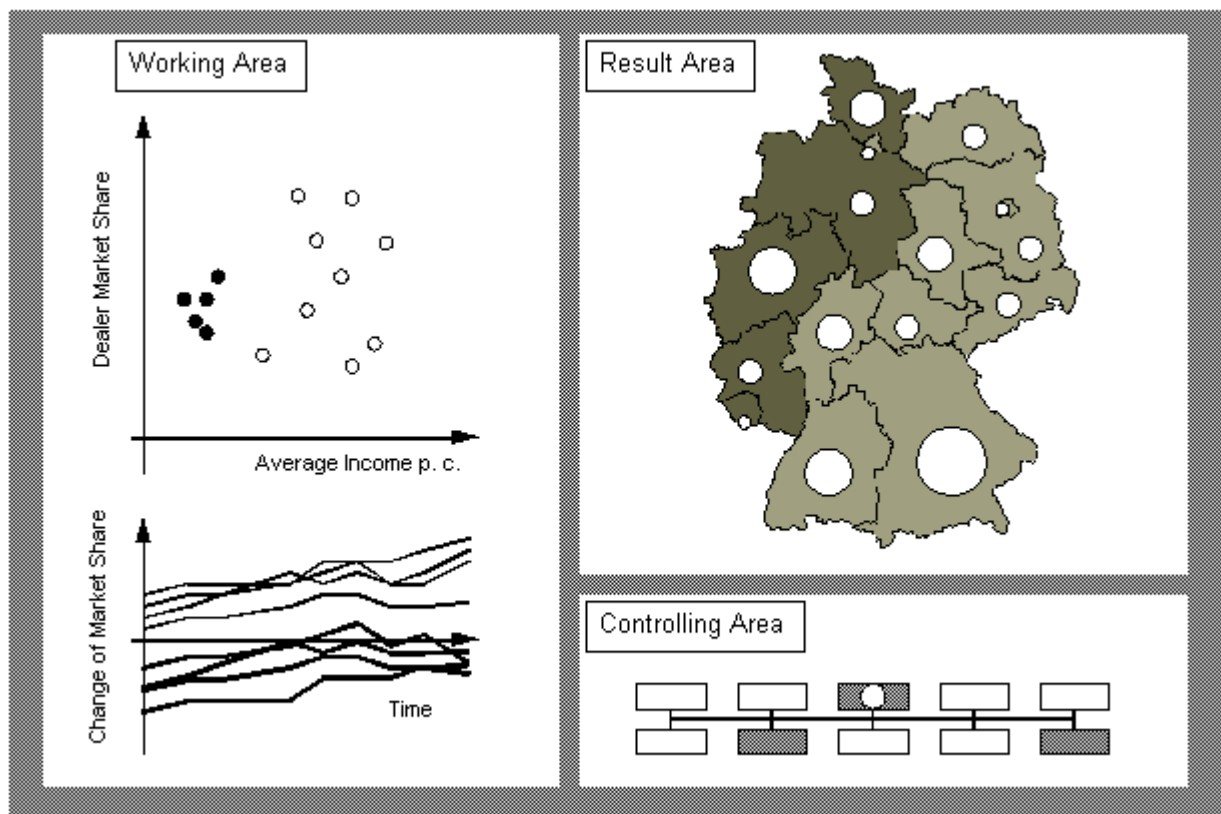 Working Area
Dealer Market Share
Average Income p. c.
Change of Market Share
Time
Result Area
Controlling Area